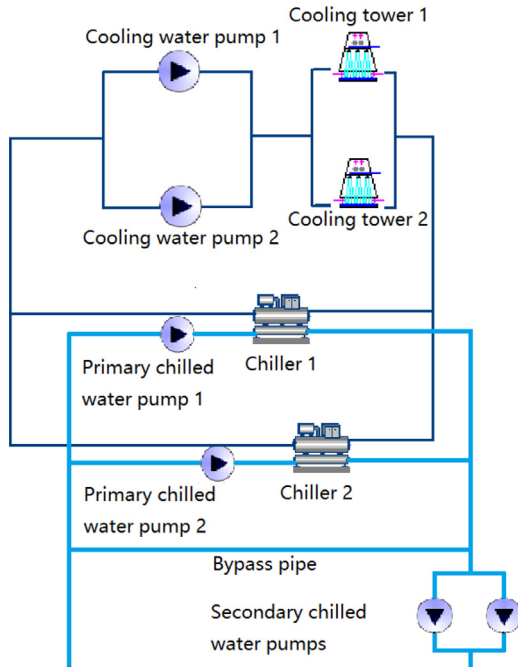 Cooling tower 1
Cooling water pump 1
Cooling tower 2
Cooling water pump 2
Primary chilled
water pump 1
Chiller 1
Primary chilled
water pump 2
Chiller 2
Bypass pipe
Secondary chilled
water pumps